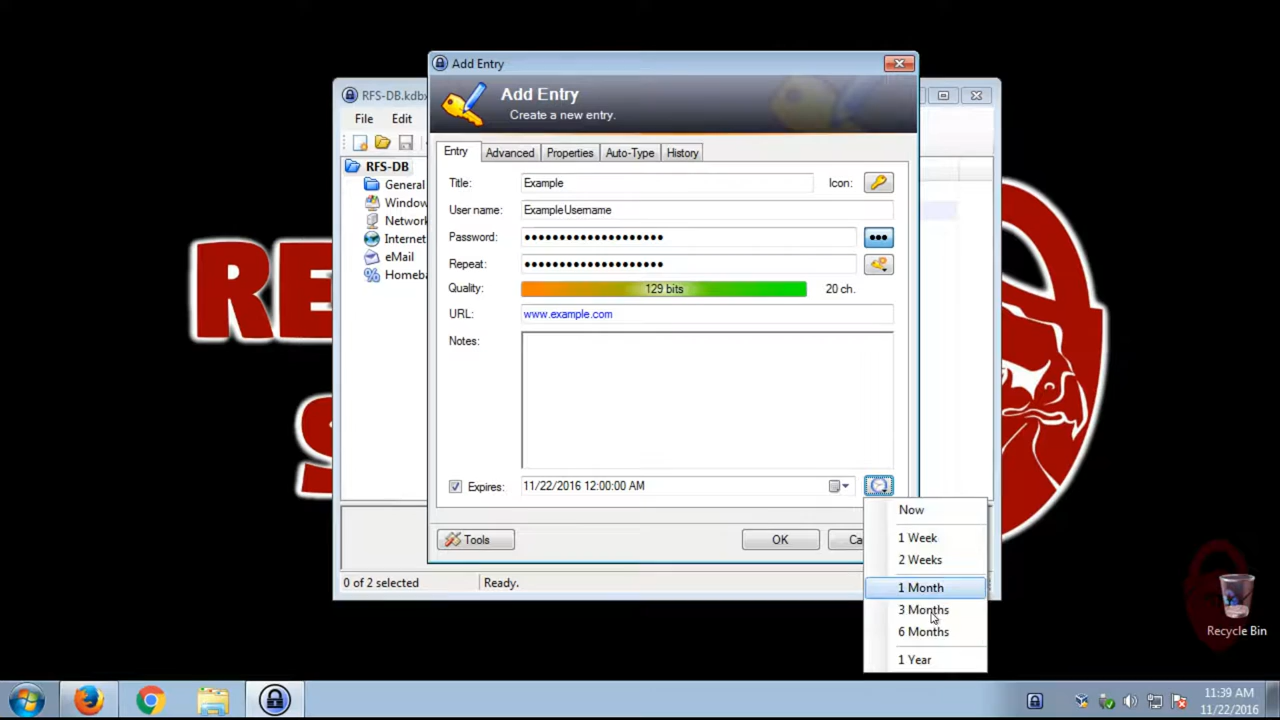 Add Entry
RFS-DB.kdbx
Add Entry
Create a new entry.
File Edit
Entry Advanced Properties Auto-Type History
RFS-DB
General
Window
Network
Internet
eMail
Homeba
Title: Example Icon:
User name: ExampleUsername
Password: ●●●●●●●●●●●●●●●●●●●●
Repeat: ●●●●●●●●●●●●●●●●●●●●
Quality: 129 bits 20 ch.
URL: www.example.com
Notes:
Expires: 11/22/2016 12:00:00 AM
Tools OK Ca
Now
1 Week
2 Weeks
1 Month
3 Months
6 Months
1 Year
0 of 2 selected Ready.
RE
S
Recycle Bin
11:39 AM
11/22/2016